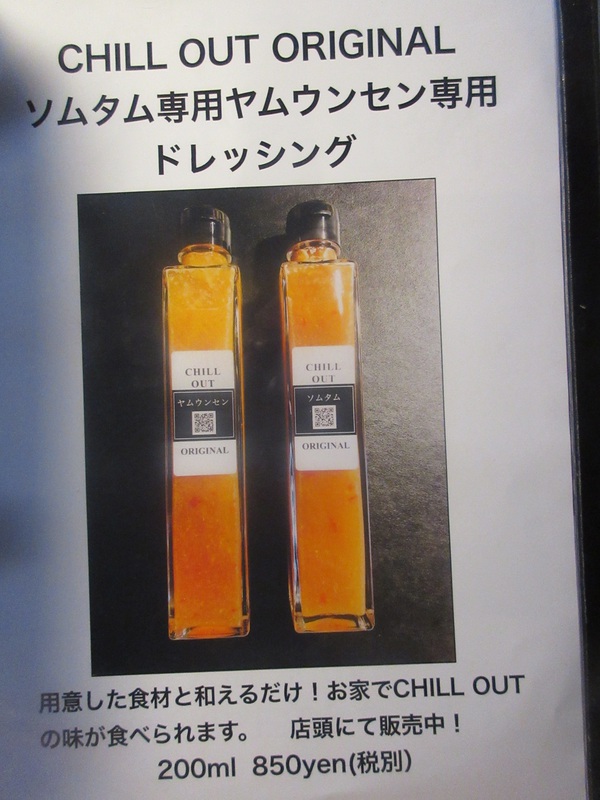 CHILL OUT ORIGINAL
ソムタム専用ヤムウンセン専用
ドレッシング
CHILL
OUT
ヤムウンセン
ORIGINAL
CHILL
OUT
ソムタム
ORIGINAL
用意した食材と和えるだけ！お家でCHILL OUT
の味が食べられます。　店頭にて販売中！
200ml 850yen(税別)